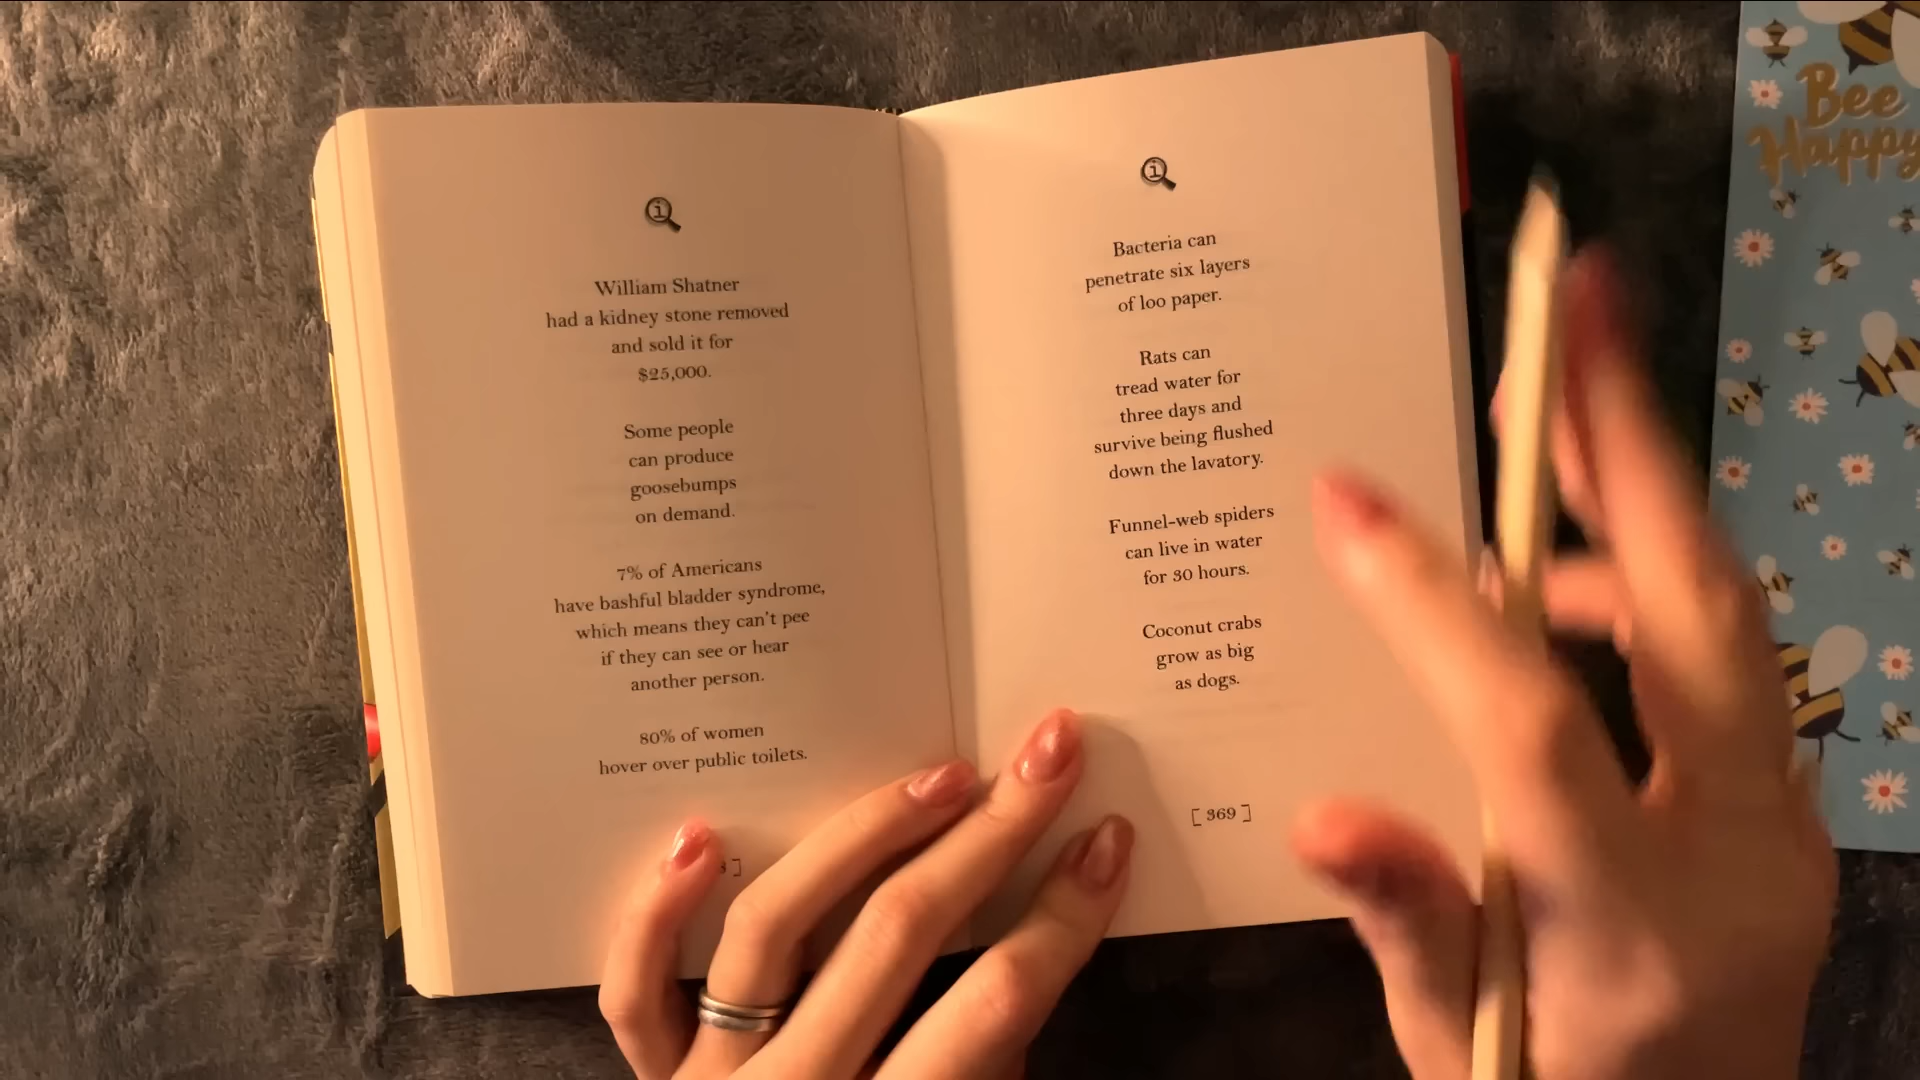 William Shatner
had a kidney stone removed
and sold it for
$25,000.
Some people
can produce
goosebumps
on demand.
7% of Americans
have bashful bladder syndrome,
which means they can't pee
if they can see or hear
another person.
80% of women
hover over public toilets.
8 ]
Bacteria can
penetrate six layers
of loo paper.
Rats can
tread water for
three days and
survive being flushed
down the lavatory.
Funnel-web spiders
can live in water
for 30 hours.
Coconut crabs
grow as big
as dogs.
[ 369 ]
Bee
Happy